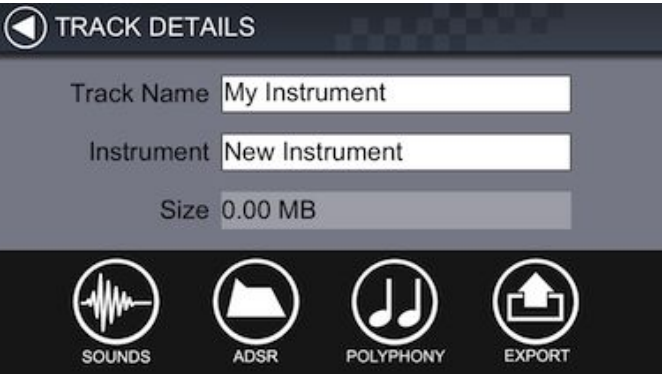 TRACK DETAILS
Track Name My Instrument
Instrument New Instrument
Size 0.00 MB
SOUNDS ADSR POLYPHONY EXPORT